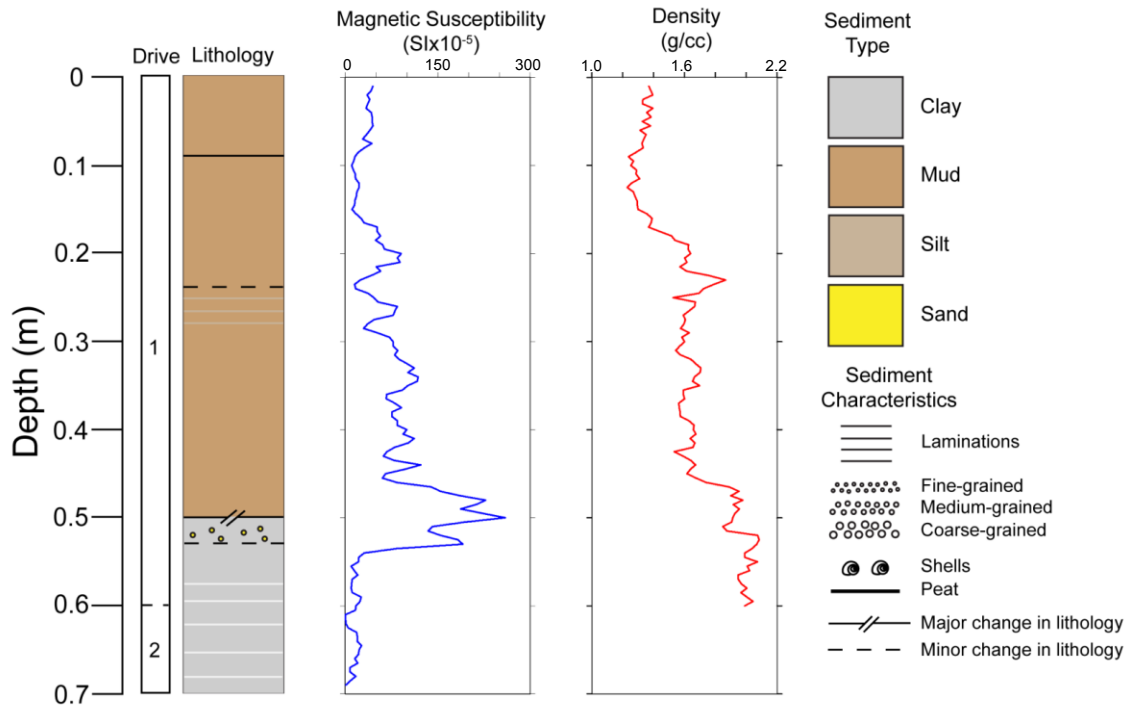 Drive
Lithology
Magnetic Susceptibility
(SIx10-5)
Density
(g/cc)
0
150
300
1.0
1.6
2.2
Depth (m)
0
0.1
0.2
0.3
0.4
0.5
0.6
0.7
1
2
Sediment
Type
Clay
Mud
Silt
Sand
Sediment
Characteristics
Laminations
Fine-grained
Medium-grained
Coarse-grained
Shells
Peat
Major change in lithology
Minor change in lithology